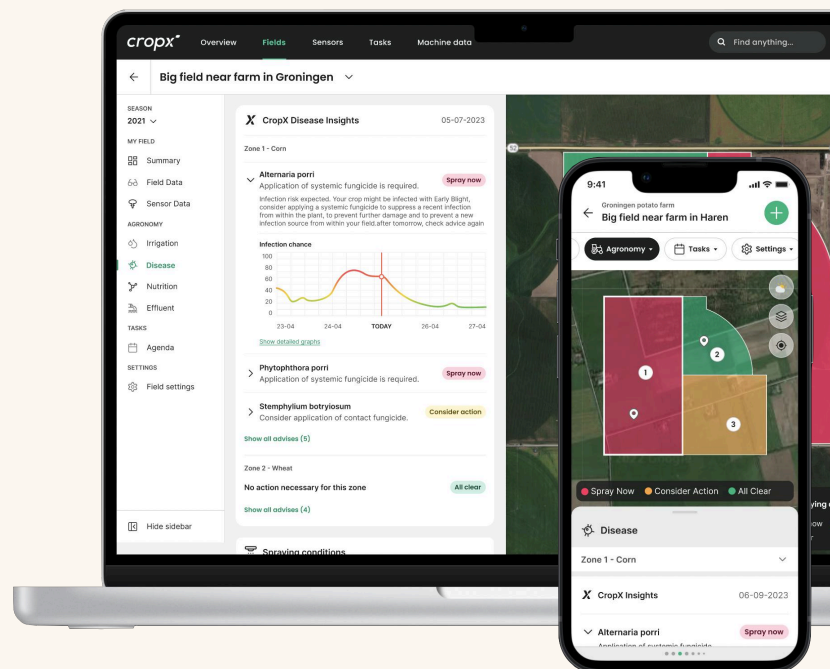 cropx
Overview
Fields
Sensors
Tasks
Machine data
Find anything...
Big field near farm in Groningen
SEASON
2021
MY FIELD
Summary
Field Data
Sensor Data
AGRONOMY
Irrigation
Disease
Nutrition
Effluent
TASKS
Agenda
SETTINGS
Field settings
Hide sidebar
CropX Disease Insights
05-07-2023
Zone 1 - Corn
Alternaria porri
Application of systemic fungicide is required.
Spray now
Infection risk expected. Your crop might be infected with Early Blight,
consider applying a systemic fungicide to suppress a recent infection
from within the plant, to prevent further damage and to prevent a new
infection source from within your field.after tomorrow, check advice again
Infection chance
100
80
60
40
20
0
23-04
24-04
TODAY
26-04
27-04
Show detailed graphs
Phytophthora porri
Application of systemic fungicide is required.
Spray now
Stemphylium botryiosum
Consider application of contact fungicide.
Consider action
Show all advises (5)
Zone 2 - Wheat
No action necessary for this zone
All clear
Show all advises (4)
Spraying conditions
9:41
Groningen potato farm
Big field near farm in Haren
Agronomy
Tasks
Settings
1
2
3
Spray Now
Consider Action
All Clear
Disease
Zone 1 - Corn
CropX Insights
06-09-2023
Alternaria porri
Spray now
Application of systemic fungicide